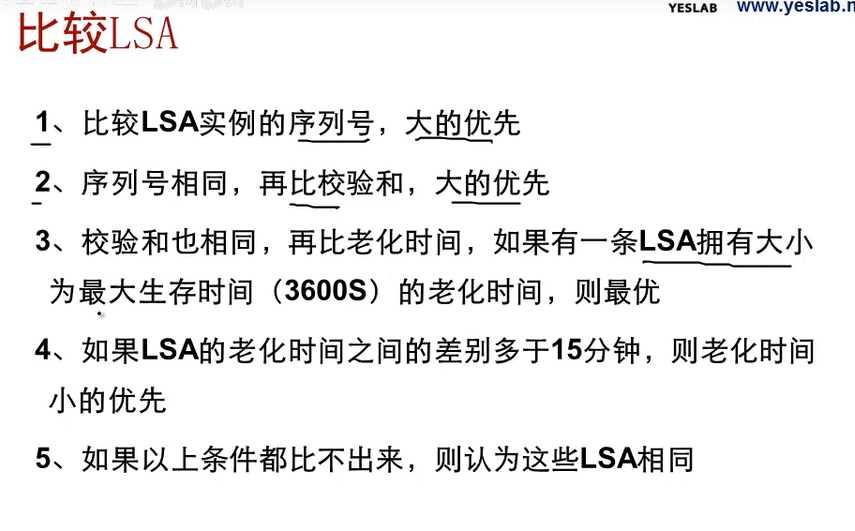 YESLAB www.yeslab.n
比较LSA
1、比较LSA实例的序列号，大的优先
2、序列号相同，再比校验和，大的优先
3、校验和也相同，再比老化时间，如果有一条LSA拥有大小
为最大生存时间（3600S）的老化时间，则最优
4、如果LSA的老化时间之间的差别多于15分钟，则老化时间
小的优先
5、如果以上条件都比不出来，则认为这些LSA相同